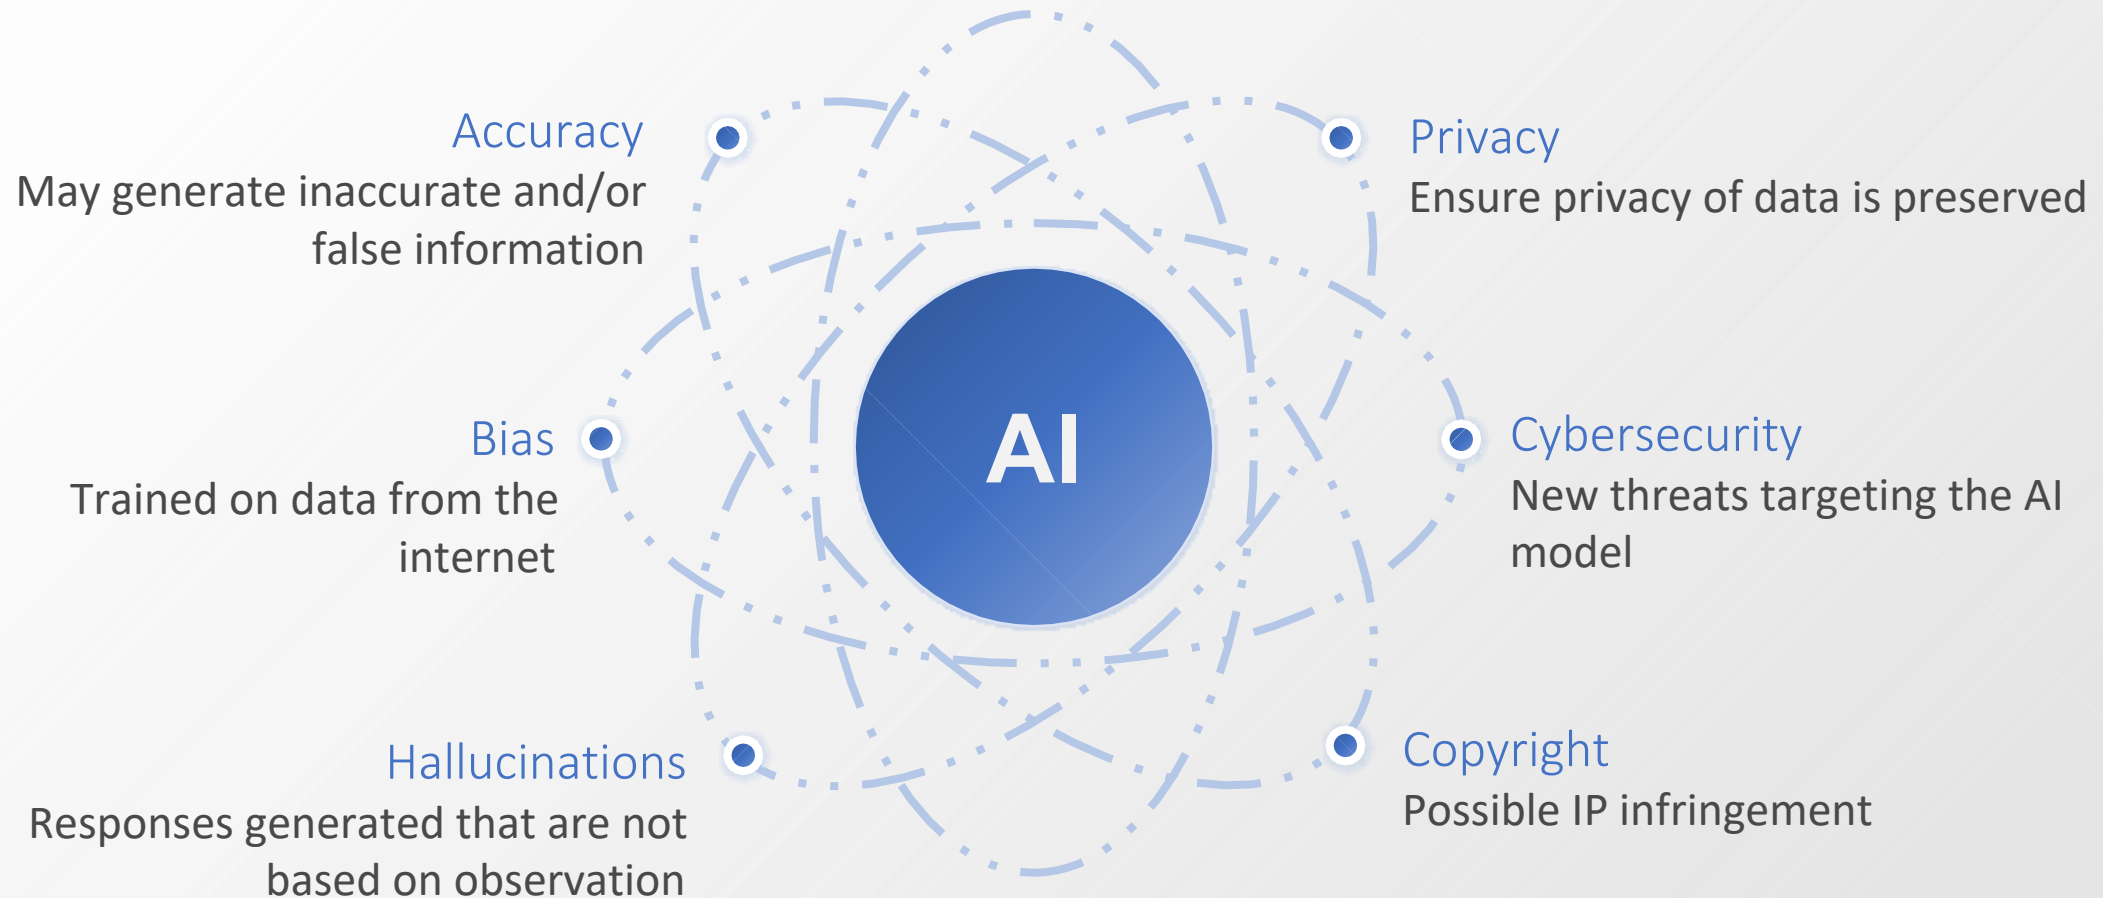 Accuracy
May generate inaccurate and/or
false information
Bias
Trained on data from the
internet
Hallucinations
Responses generated that are not
based on observation
AI
Privacy
Ensure privacy of data is preserved
Cybersecurity
New threats targeting the AI
model
Copyright
Possible IP infringement